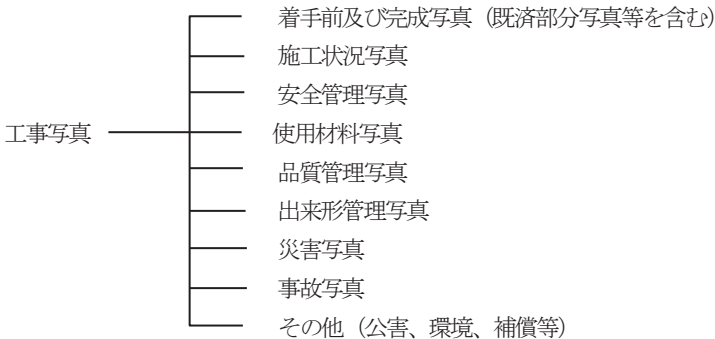 着手前及び完成写真（既済部分写真等を含む）
施工状況写真
安全管理写真
工事写真
使用材料写真
品質管理写真
出来形管理写真
災害写真
事故写真
その他（公害、環境、補償等）